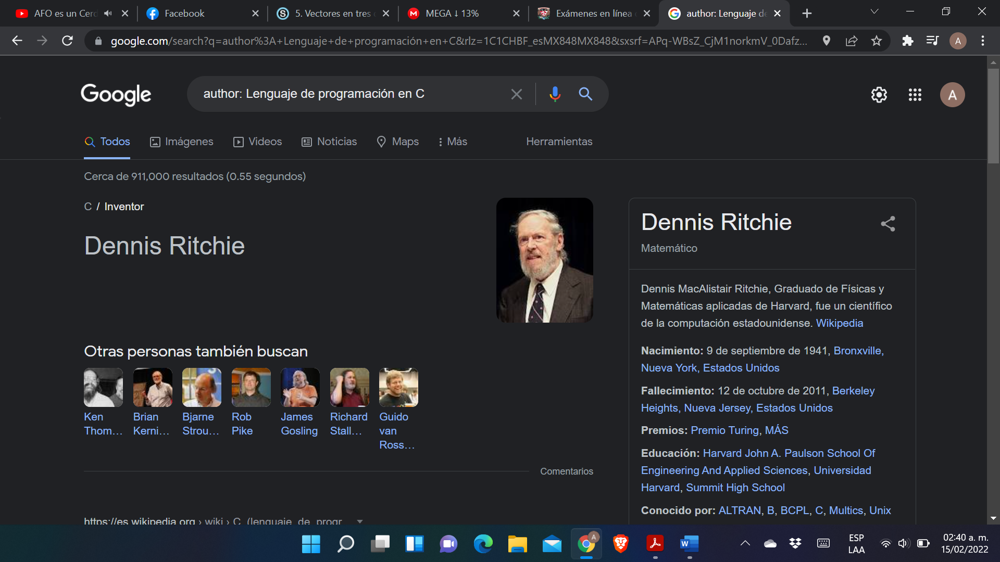 AFO es un Cerd
Facebook
5. Vectores en tres d
MEGA ↓ 13%
Exámenes en línea
author: Lenguaje de
google.com/search?q=author%3A+Lenguaje+de+programación+en+C&rlz=1C1CHBF_esMX848MX848&sxsrf=APq-WBsZ_CjM1norkmV_0Dafz...
A
Google
author: Lenguaje de programación en C
A
Todos
Imágenes
Videos
Noticias
Maps
Más
Herramientas
Cerca de 911,000 resultados (0.55 segundos)
C / Inventor
Dennis Ritchie
Otras personas también buscan
Ken
Thom...
Brian
Kerni...
Bjarne
Strou...
Rob
Pike
James
Gosling
Richard
Stall...
Guido
van
Ross...
Comentarios
https://es.wikipedia.org › wiki › C_(lenguaje_de_progr...
Dennis Ritchie
Matemático
Dennis MacAlistair Ritchie, Graduado de Físicas y
Matemáticas aplicadas de Harvard, fue un científico
de la computación estadounidense. Wikipedia
Nacimiento: 9 de septiembre de 1941, Bronxville,
Nueva York, Estados Unidos
Fallecimiento: 12 de octubre de 2011, Berkeley
Heights, Nueva Jersey, Estados Unidos
Premios: Premio Turing, MÁS
Educación: Harvard John A. Paulson School Of
Engineering And Applied Sciences, Universidad
Harvard, Summit High School
Conocido por: ALTRAN, B, BCPL, C, Multics, Unix
A
W
ESP
LAA
02:40 a. m.
15/02/2022